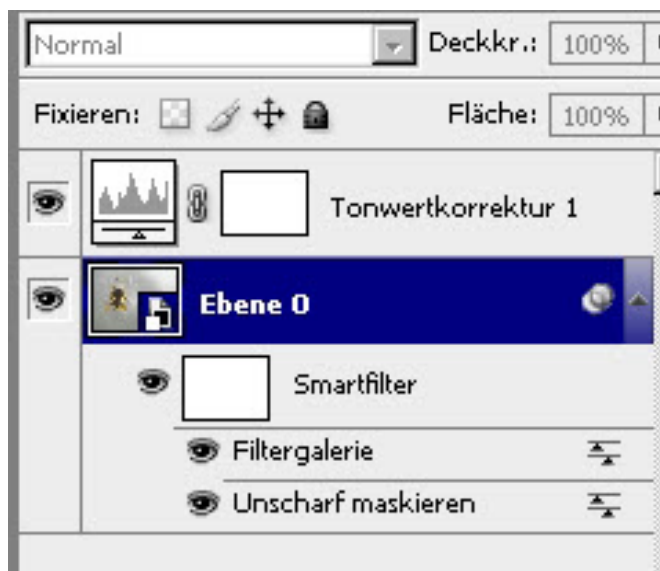 Normal Deckkr.: 100%
Fixieren: Fläche: 100%
Tonwertkorrektur 1
Ebene 0
Smartfilter
Filtergalerie
Unscharf maskieren